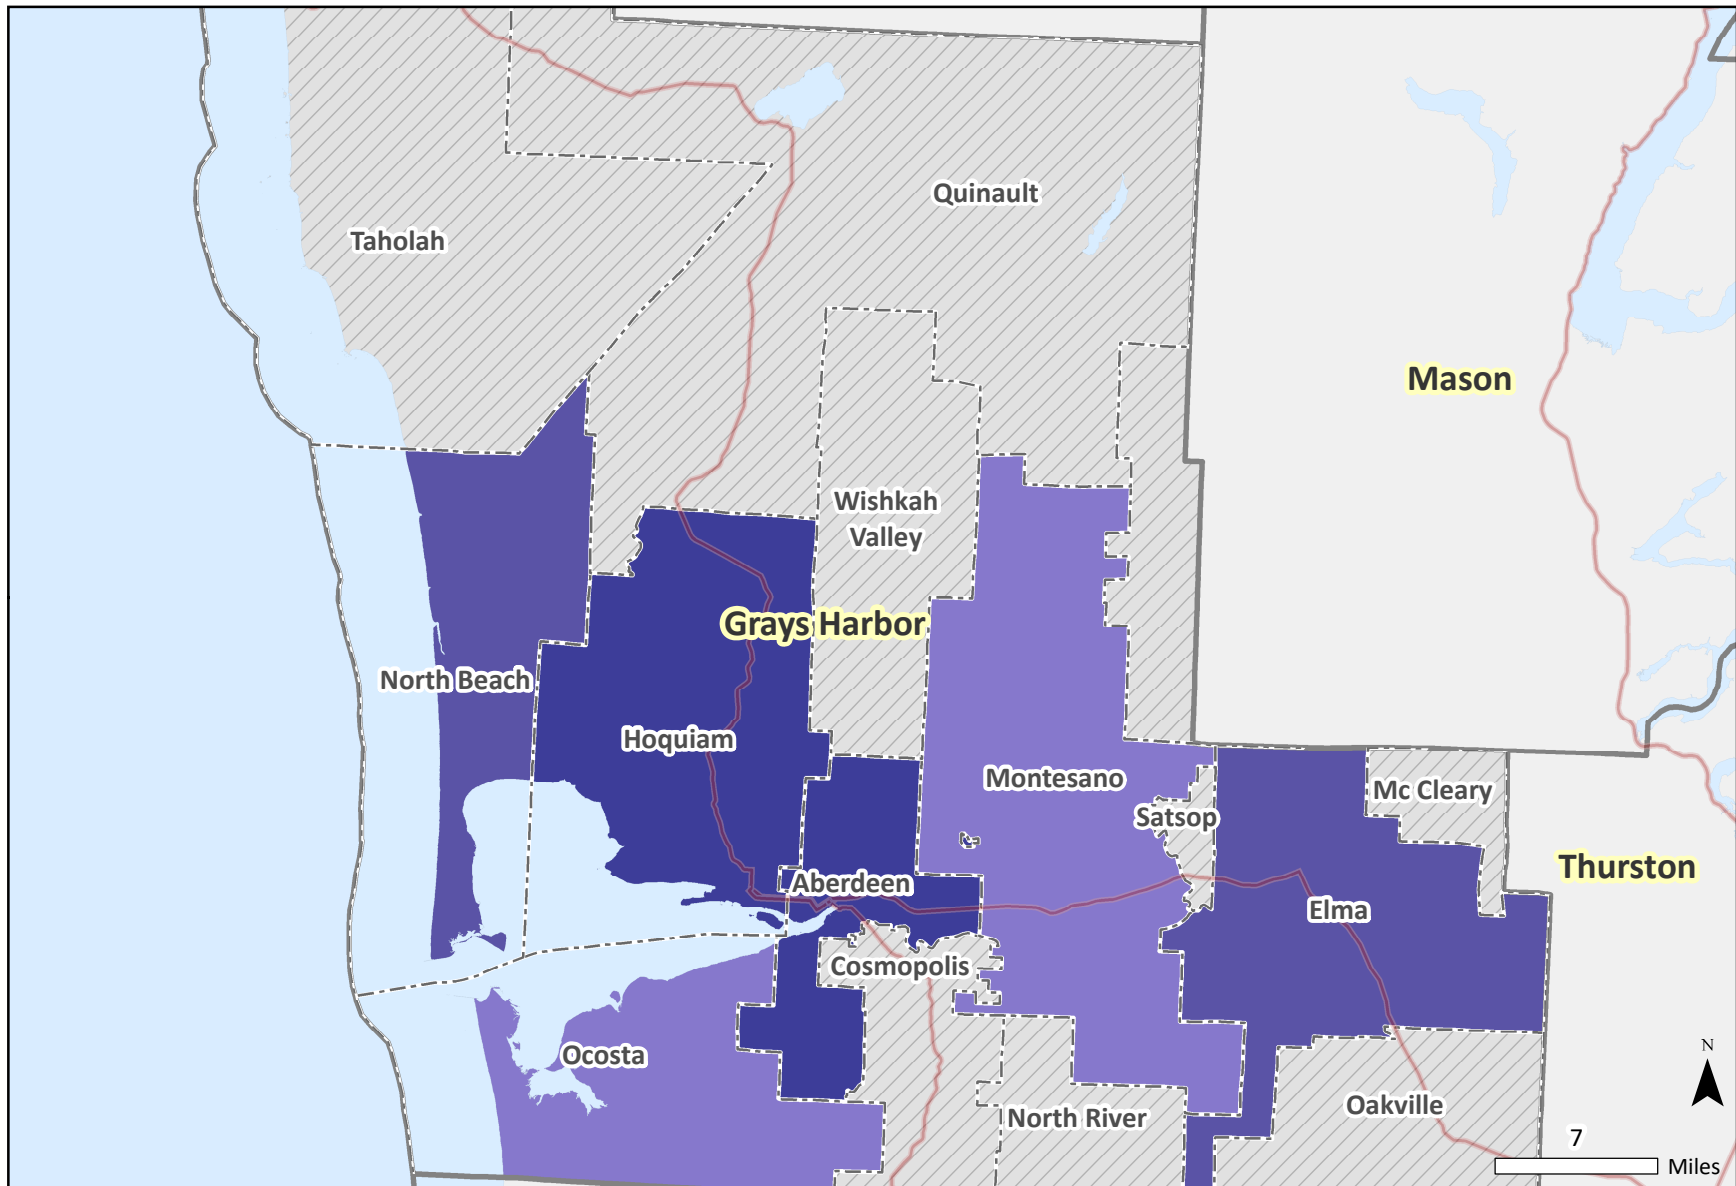 Quinault
Taholah
Mason
Wishkah
Valley
Grays Harbor
North Beach
Hoquiam
Montesano
Mc Cleary
Satsop
Thurston
Aberdeen
Elma
Cosmopolis
Ocosta
N
Oakville
North River
7
Miles